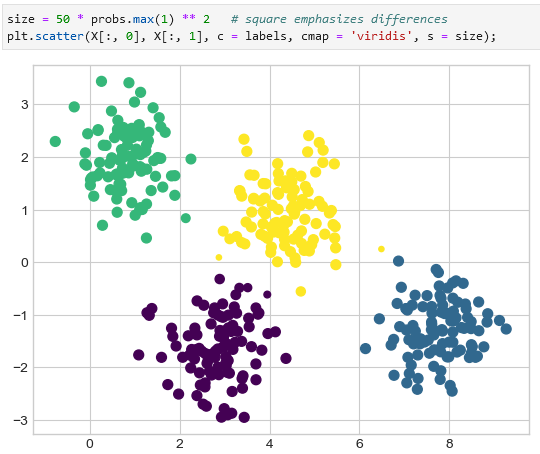 size = 50 * probs.max(1) ** 2   # square emphasizes differences
plt.scatter(X[:, 0], X[:, 1], c = labels, cmap = 'viridis', s = size);
3
2
1
0
−1
−2
−3
0 2 4 6 8